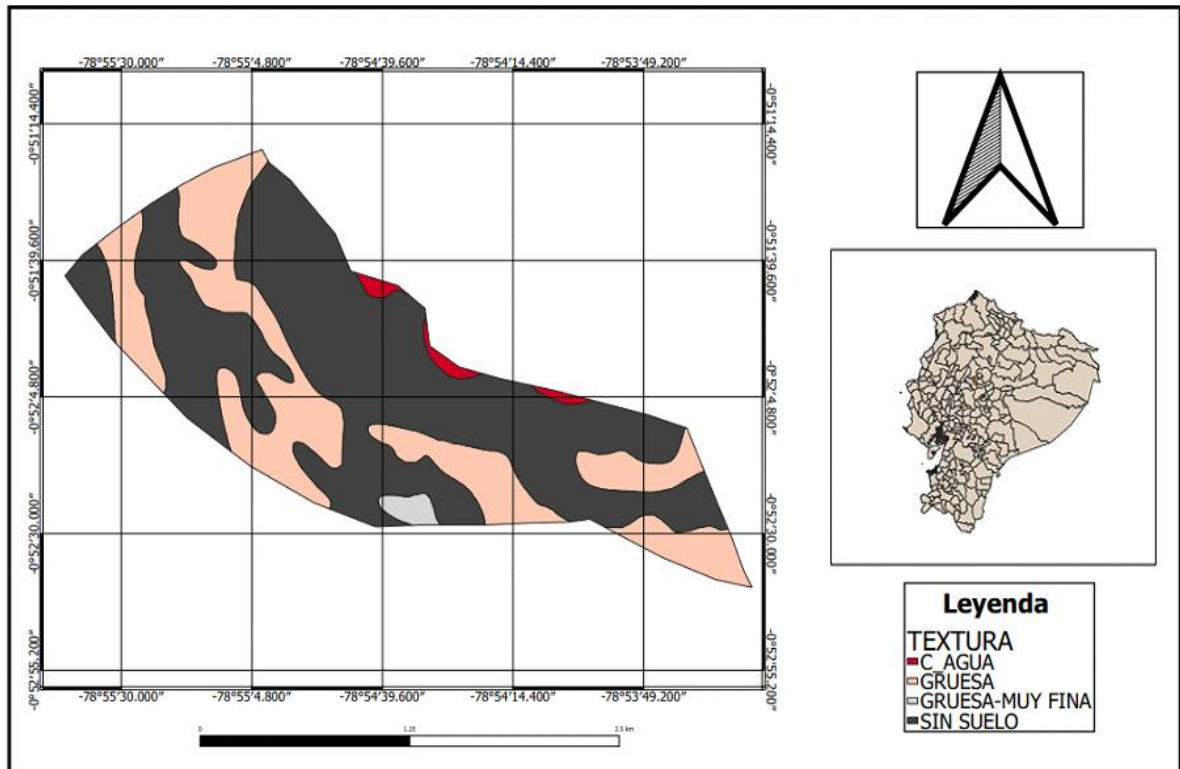 -78°55'30.000" -78°55'4.800" -78°54'39.600" -78°54'14.400" -78°53'49.200"
-0°51'14.400" -0°51'14.400"
-0°51'39.600" -0°51'39.600"
-0°52'4.800" -0°52'4.800"
-0°52'30.000" -0°52'30.000"
-0°52'55.200" -0°52'55.200"
-78°55'30.000" -78°55'4.800" -78°54'39.600" -78°54'14.400" -78°53'49.200"
0 1.25 2.5 km
Leyenda
TEXTURA
C_AGUA
GRUESA
GRUESA-MUY FINA
SIN SUELO